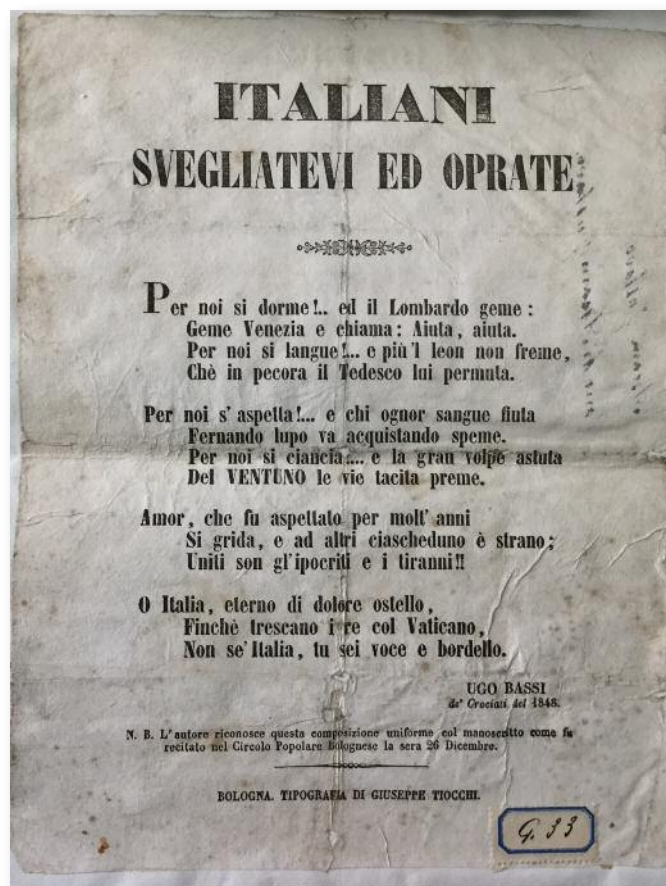 ITALIANI
SVEGLIATEVI ED OPRATE
Per noi si dorme!.. ed il Lombardo geme:
Geme Venezia e chiama: Aiuta, aiuta.
Per noi si langue!... e più 'l leon non freme,
Chè in pecora il Tedesco lui permuta.
Per noi s'aspetta!... e chi ognor sangue fiuta
Fernando lupo va acquistando speme.
Per noi si ciancia!... e la gran volpe astuta
Del VENTUNO le vie tacita preme.
Amor, che fu aspettato per molt'anni
Si grida, e ad altri ciascheduno è strano;
Uniti son gl'ipocriti e i tiranni!!
O Italia, eterno di dolore ostello,
Finchè trescano i re col Vaticano,
Non se'Italia, tu sei voce e bordello.
UGO BASSI
de' Crociati del 1848.
N. B. L'autore riconosce questa composizione uniforme col manoscritto come fu
recitato nel Circolo Popolare Bolognese la sera 26 Dicembre.
BOLOGNA. TIPOGRAFIA DI GIUSEPPE TIOCCHI.
G. 33